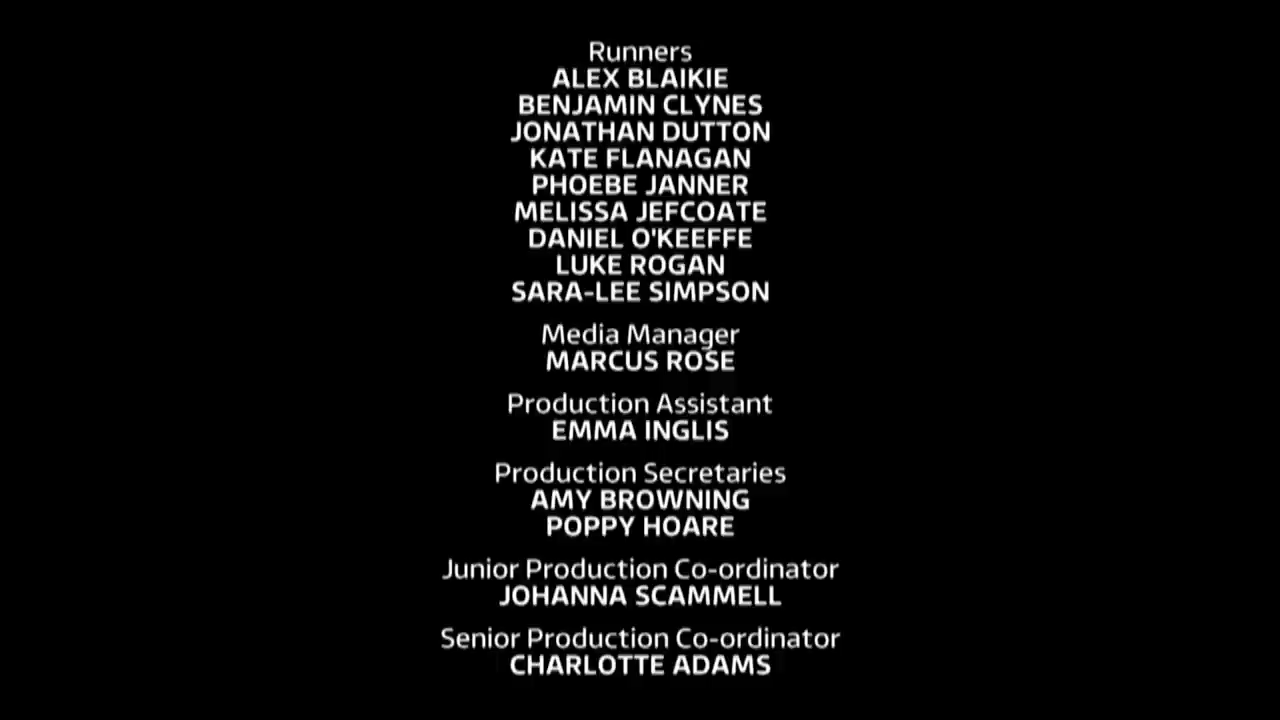 Runners
ALEX BLAIKIE
BENJAMIN CLYNES
JONATHAN DUTTON
KATE FLANAGAN
PHOEBE JANNER
MELISSA JEFCOATE
DANIEL O'KEEFFE
LUKE ROGAN
SARA-LEE SIMPSON
Media Manager
MARCUS ROSE
Production Assistant
EMMA INGLIS
Production Secretaries
AMY BROWNING
POPPY HOARE
Junior Production Co-ordinator
JOHANNA SCAMMELL
Senior Production Co-ordinator
CHARLOTTE ADAMS